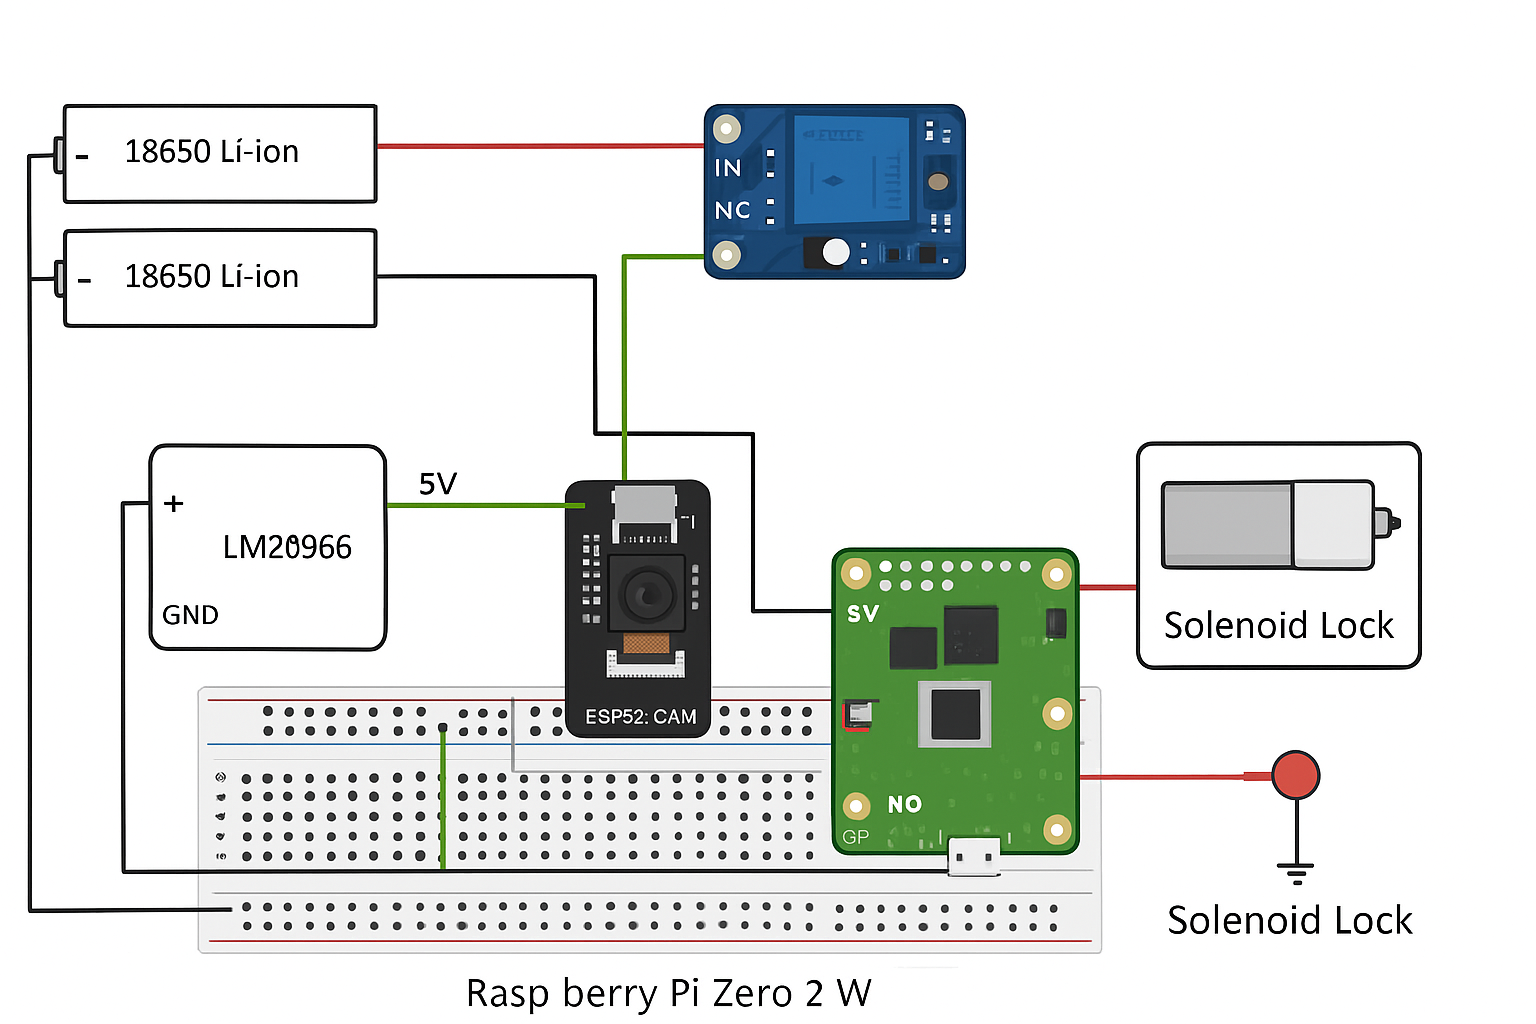 - 18650 Lí-ion
IN
NC
- 18650 Lí-ion
5V
+
LM20966
GND
SV
Solenoid Lock
ESP52: CAM
NO
GP
Solenoid Lock
Rasp berry Pi Zero 2 W